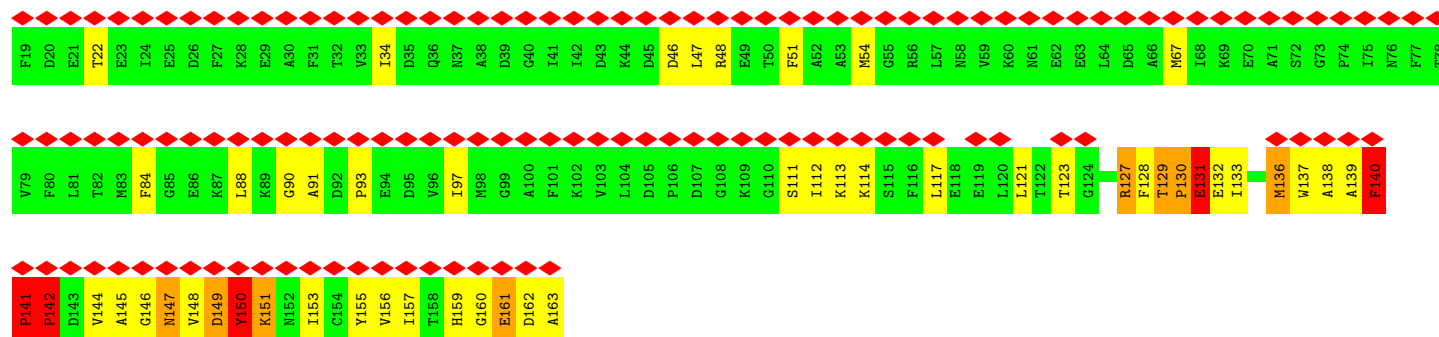 F19 D20 E21 T22 E23 I24 E25 D26 F27 K28 E29 A30 F31 T32 V33 I34 D35 Q36 N37 A38 D39 G40 I41 I42 D43 K44 D45 D46 L47 R48 E49 T50 F51 A52 A53 M54 G55 R56 L57 N58 V59 K60 N61 E62 E63 L64 D65 A66 M67 I68 K69 E70 A71 S72 G73 P74 I75 N76 F77 T78
V79 F80 L81 T82 M83 F84 G85 E86 K87 L88 K89 G90 A91 D92 P93 E94 D95 V96 I97 M98 G99 A100 F101 K102 V103 L104 D105 P106 D107 G108 K109 G110 S111 I112 K113 K114 S115 F116 L117 E118 E119 L120 L121 T122 T123 G124 R127 F128 T129 P130 E131 E132 I133 M136 W137 A138 A139 F140
P141 P142 D143 V144 A145 G146 N147 V148 D149 Y150 K151 N152 I153 C154 Y155 V156 I157 T158 H159 G160 E161 D162 A163